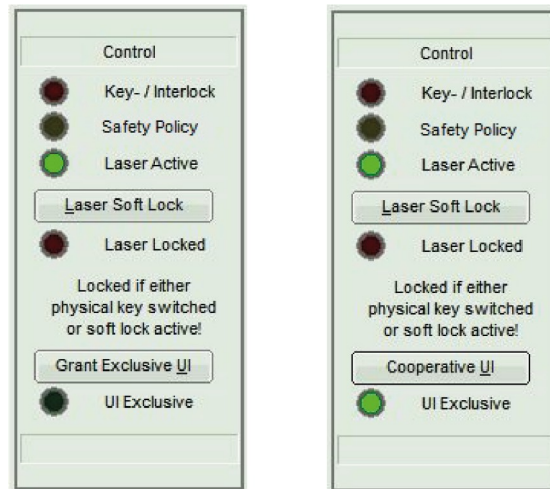 Control
Key- / Interlock
Safety Policy
Laser Active
Laser Soft Lock
Laser Locked
Locked if either
physical key switched
or soft lock active!
Grant Exclusive UI
UI Exclusive
Control
Key- / Interlock
Safety Policy
Laser Active
Laser Soft Lock
Laser Locked
Locked if either
physical key switched
or soft lock active!
Cooperative UI
UI Exclusive